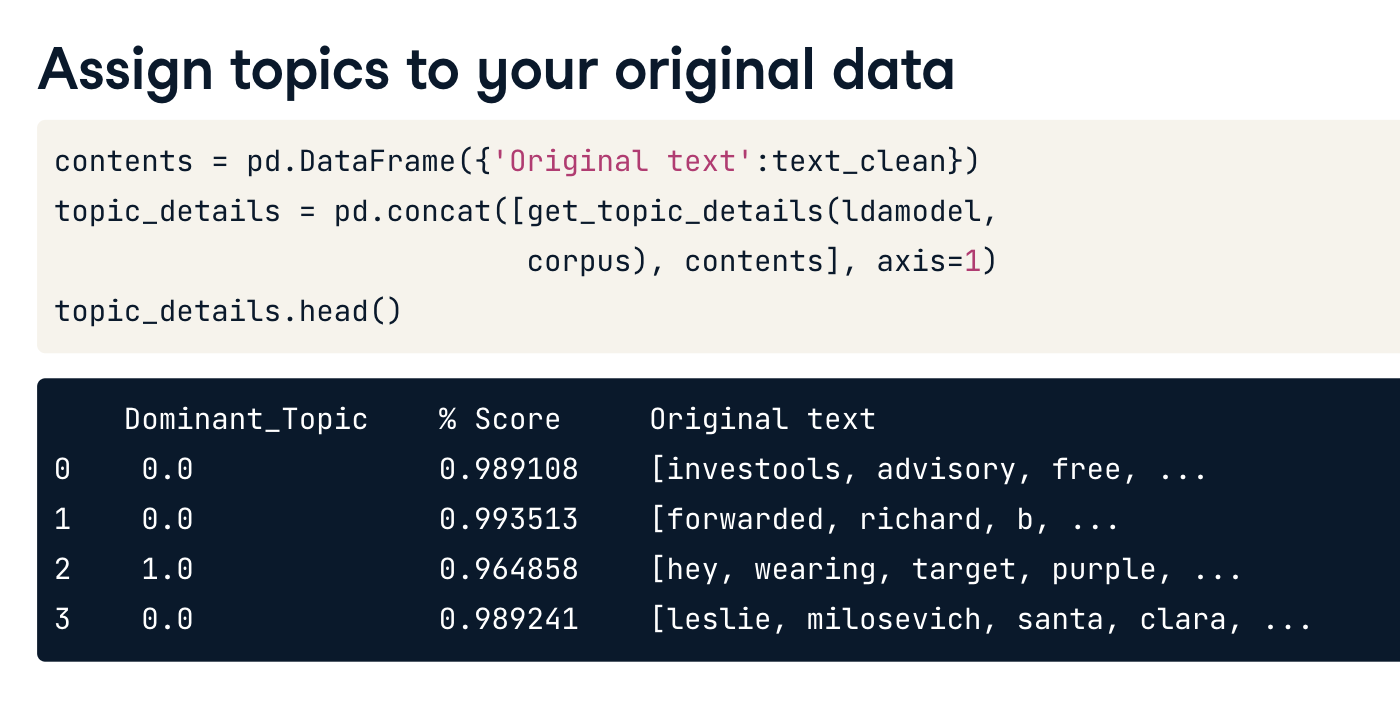 Assign topics to your original data
contents = pd.DataFrame({'Original text':text_clean})
topic_details = pd.concat([get_topic_details(ldamodel,
                           corpus), contents], axis=1)
topic_details.head()
    Dominant_Topic    % Score     Original text
0    0.0              0.989108    [investools, advisory, free, ...
1    0.0              0.993513    [forwarded, richard, b, ...
2    1.0              0.964858    [hey, wearing, target, purple, ...
3    0.0              0.989241    [leslie, milosevich, santa, clara, ...